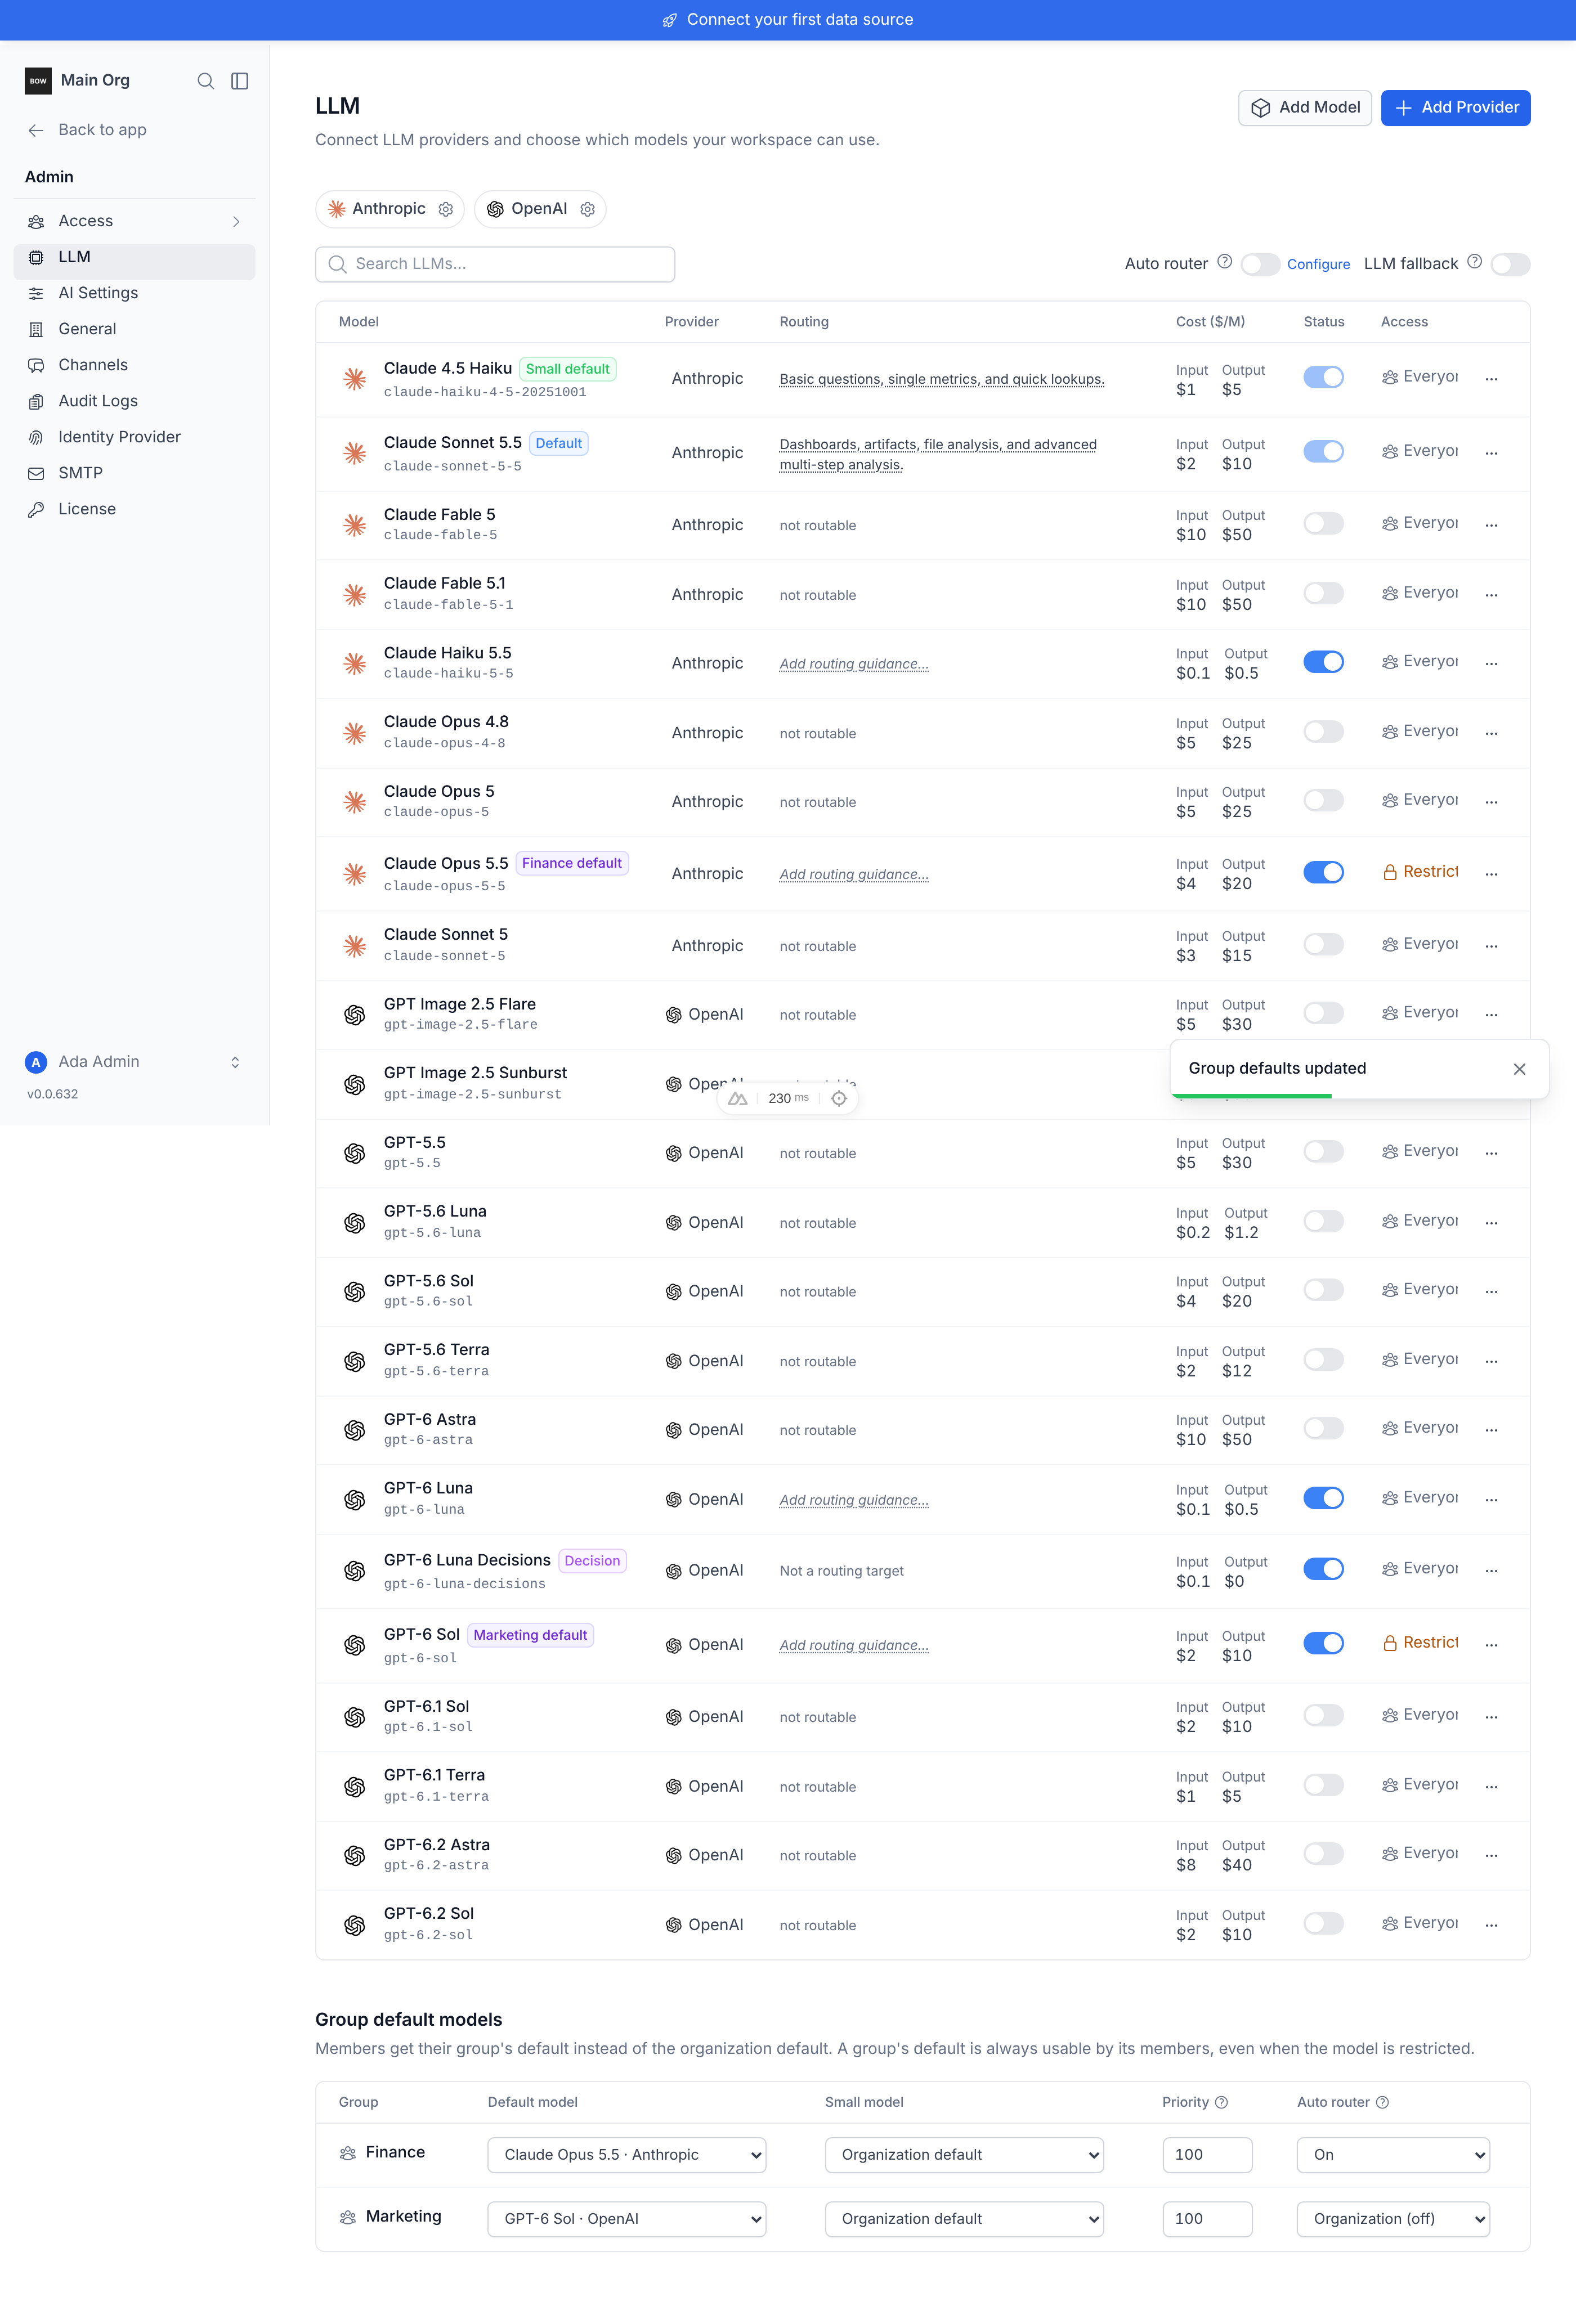 Connect your first data source
BOW Main Org
Back to app
Admin
Access
LLM
AI Settings
General
Channels
Audit Logs
Identity Provider
SMTP
License
A Ada Admin
v0.0.632
LLM
Connect LLM providers and choose which models your workspace can use.
Add Model
Add Provider
Anthropic
OpenAI
Search LLMs...
Auto router ? Configure LLM fallback ?
Model Provider Routing Cost ($/M) Status Access
Claude 4.5 Haiku Small default
claude-haiku-4-5-20251001
Anthropic
Basic questions, single metrics, and quick lookups.
Input Output
$1 $5
Everyor
...
Claude Sonnet 5.5 Default
claude-sonnet-5-5
Anthropic
Dashboards, artifacts, file analysis, and advanced
multi-step analysis.
Input Output
$2 $10
Everyor
...
Claude Fable 5
claude-fable-5
Anthropic
not routable
Input Output
$10 $50
Everyor
...
Claude Fable 5.1
claude-fable-5-1
Anthropic
not routable
Input Output
$10 $50
Everyor
...
Claude Haiku 5.5
claude-haiku-5-5
Anthropic
Add routing guidance...
Input Output
$0.1 $0.5
Everyor
...
Claude Opus 4.8
claude-opus-4-8
Anthropic
not routable
Input Output
$5 $25
Everyor
...
Claude Opus 5
claude-opus-5
Anthropic
not routable
Input Output
$5 $25
Everyor
...
Claude Opus 5.5 Finance default
claude-opus-5-5
Anthropic
Add routing guidance...
Input Output
$4 $20
Restrict
...
Claude Sonnet 5
claude-sonnet-5
Anthropic
not routable
Input Output
$3 $15
Everyor
...
GPT Image 2.5 Flare
gpt-image-2.5-flare
OpenAI
not routable
Input Output
$5 $30
Everyor
...
GPT Image 2.5 Sunburst
gpt-image-2.5-sunburst
OpenAI
Group defaults updated
230 ms
GPT-5.5
gpt-5.5
OpenAI
not routable
Input Output
$5 $30
Everyor
...
GPT-5.6 Luna
gpt-5.6-luna
OpenAI
not routable
Input Output
$0.2 $1.2
Everyor
...
GPT-5.6 Sol
gpt-5.6-sol
OpenAI
not routable
Input Output
$4 $20
Everyor
...
GPT-5.6 Terra
gpt-5.6-terra
OpenAI
not routable
Input Output
$2 $12
Everyor
...
GPT-6 Astra
gpt-6-astra
OpenAI
not routable
Input Output
$10 $50
Everyor
...
GPT-6 Luna
gpt-6-luna
OpenAI
Add routing guidance...
Input Output
$0.1 $0.5
Everyor
...
GPT-6 Luna Decisions Decision
gpt-6-luna-decisions
OpenAI
Not a routing target
Input Output
$0.1 $0
Everyor
...
GPT-6 Sol Marketing default
gpt-6-sol
OpenAI
Add routing guidance...
Input Output
$2 $10
Restrict
...
GPT-6.1 Sol
gpt-6.1-sol
OpenAI
not routable
Input Output
$2 $10
Everyor
...
GPT-6.1 Terra
gpt-6.1-terra
OpenAI
not routable
Input Output
$1 $5
Everyor
...
GPT-6.2 Astra
gpt-6.2-astra
OpenAI
not routable
Input Output
$8 $40
Everyor
...
GPT-6.2 Sol
gpt-6.2-sol
OpenAI
not routable
Input Output
$2 $10
Everyor
...
Group default models
Members get their group's default instead of the organization default. A group's default is always usable by its members, even when the model is restricted.
Group Default model Small model Priority ? Auto router ?
Finance Claude Opus 5.5 · Anthropic Organization default 100 On
Marketing GPT-6 Sol · OpenAI Organization default 100 Organization (off)